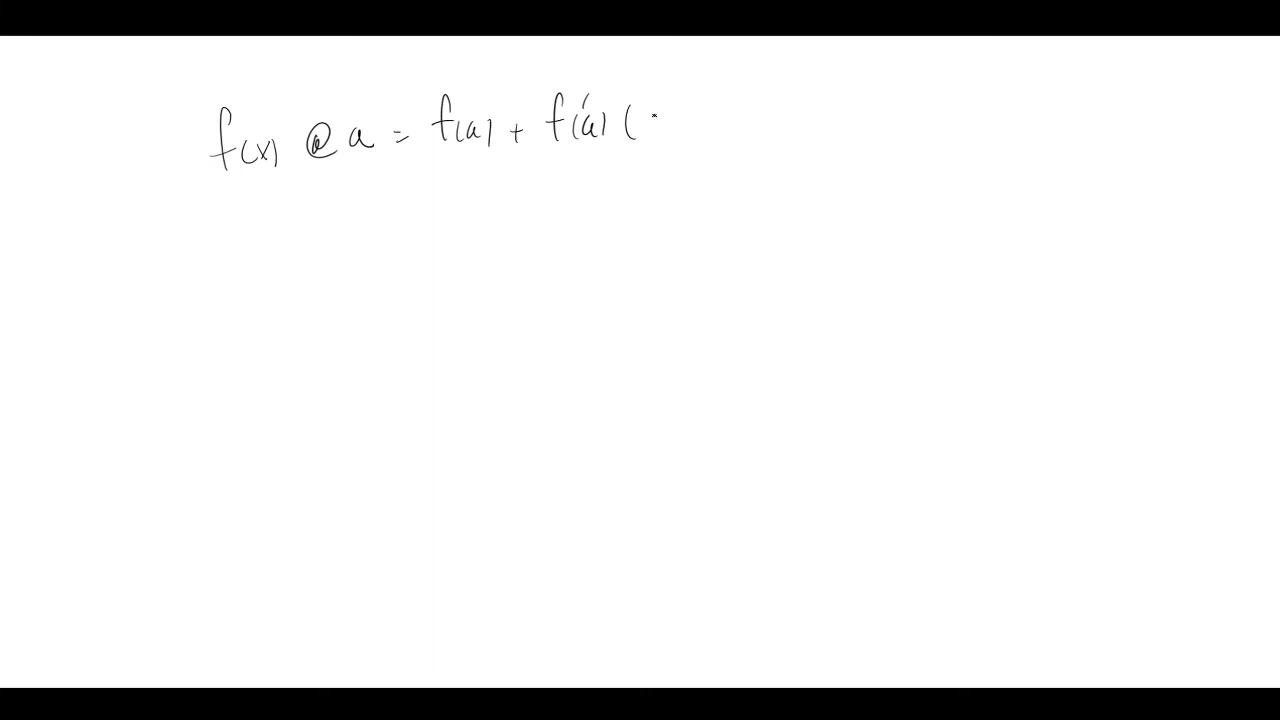 f(x) @ a = f(a) + f'(a) (